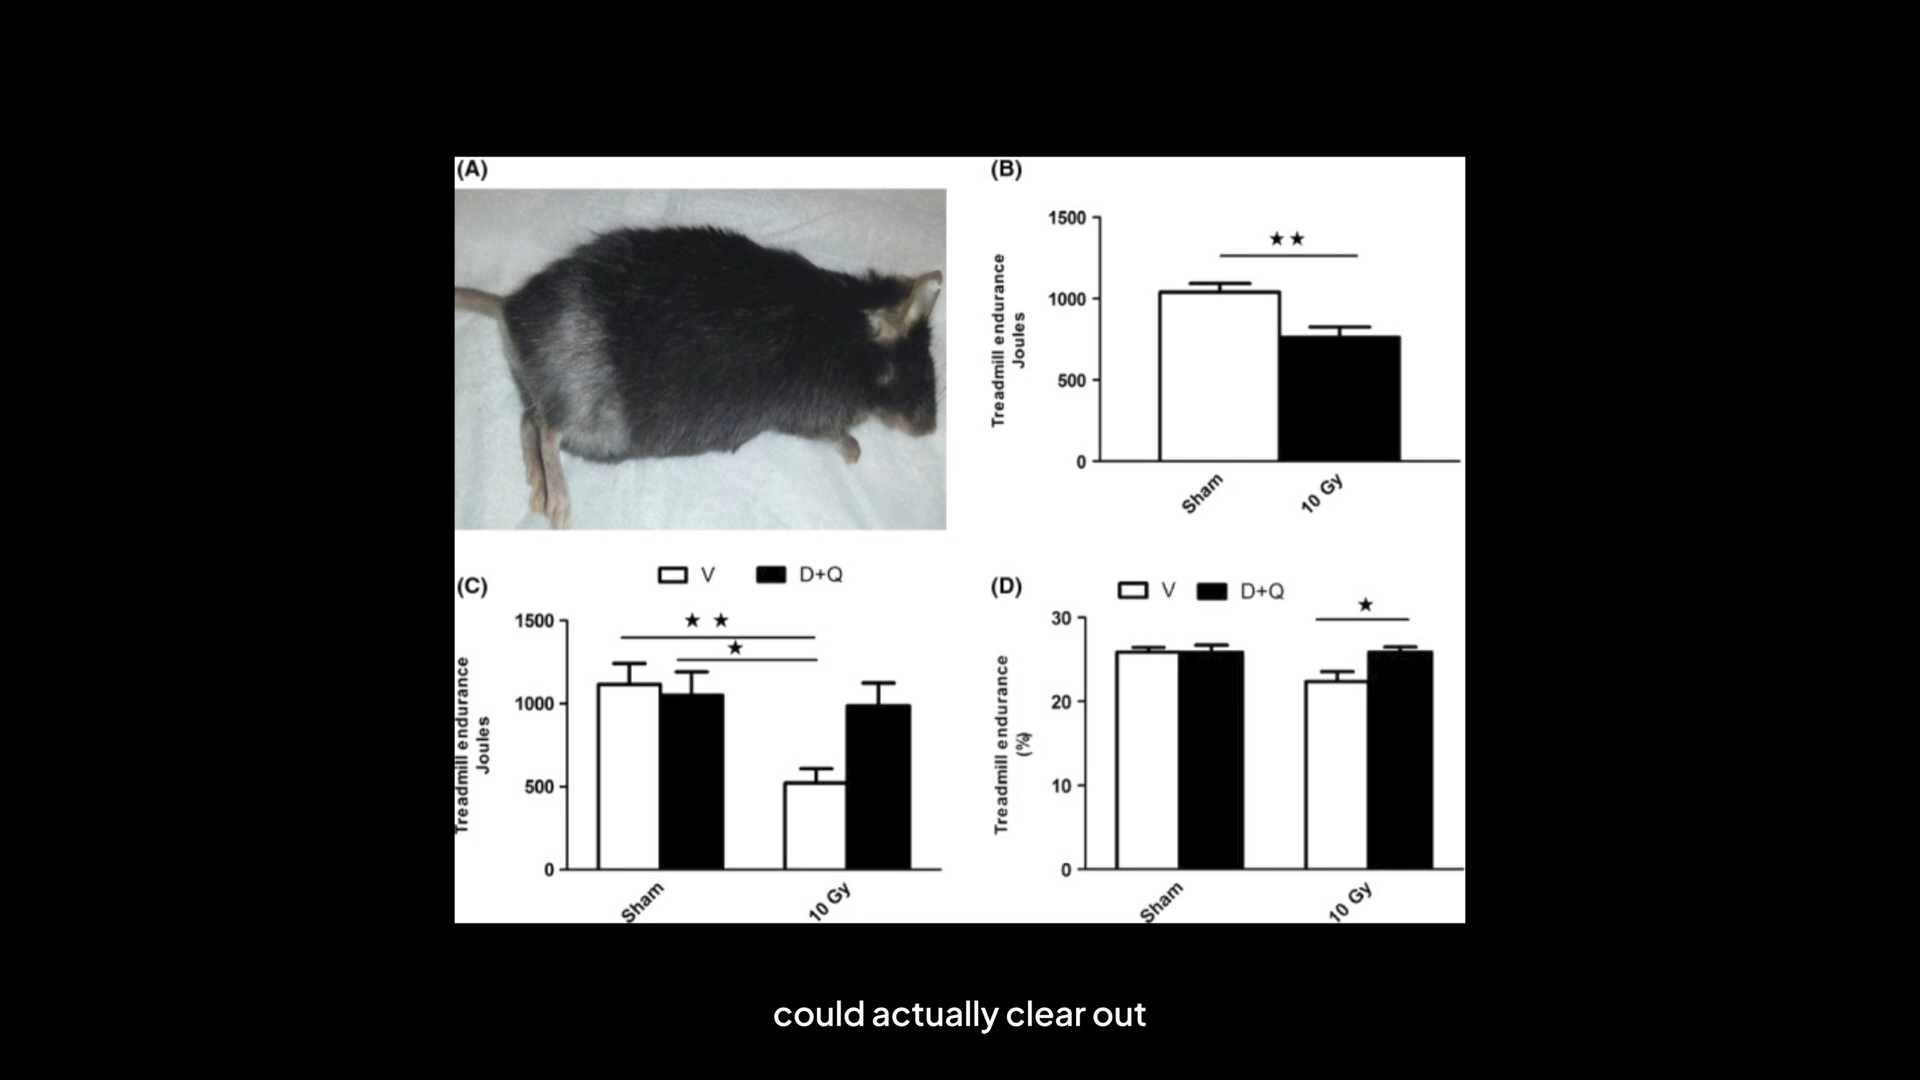 (A)
(B)
1500
1000
500
0
Treadmill endurance
Joules
★★
Sham
10 Gy
(C)
V
D+Q
1500
1000
500
0
Treadmill endurance
Joules
★ ★
★
Sham
10 Gy
(D)
V
D+Q
30
20
10
0
Treadmill endurance
(%)
★
Sham
10 Gy
could actually clear out